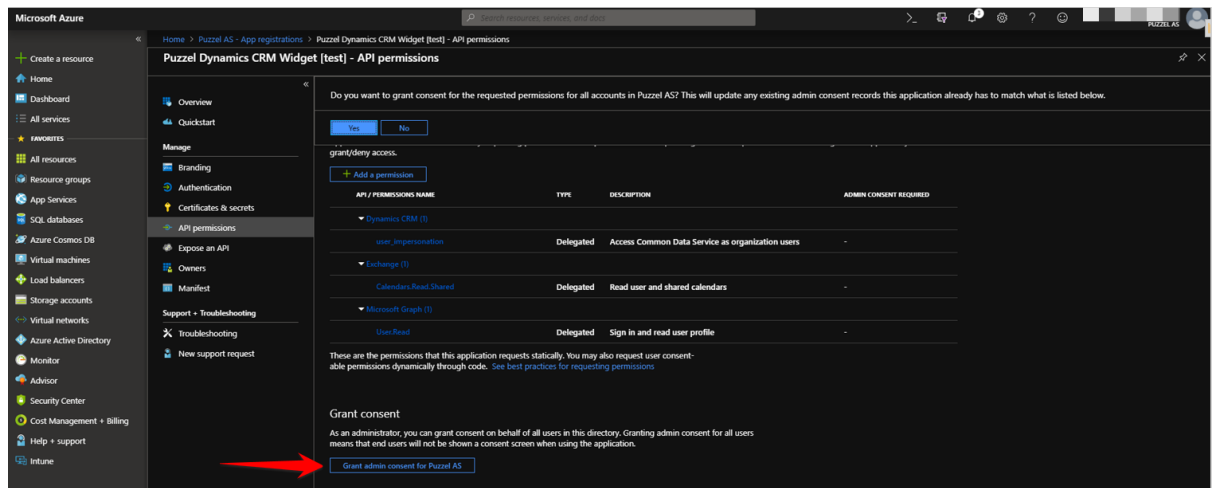 Microsoft Azure
Search resources, services, and docs
PUZZEL AS
Home > Puzzel AS - App registrations > Puzzel Dynamics CRM Widget [test] - API permissions
Puzzel Dynamics CRM Widget [test] - API permissions
Create a resource
Home
Dashboard
All services
FAVORITES
All resources
Resource groups
App Services
SQL databases
Azure Cosmos DB
Virtual machines
Load balancers
Storage accounts
Virtual networks
Azure Active Directory
Monitor
Advisor
Security Center
Cost Management + Billing
Help + support
Intune
Overview
Quickstart
Manage
Branding
Authentication
Certificates & secrets
API permissions
Expose an API
Owners
Manifest
Support + Troubleshooting
Troubleshooting
New support request
Do you want to grant consent for the requested permissions for all accounts in Puzzel AS? This will update any existing admin consent records this application already has to match what is listed below.
Yes No
grant/deny access.
+ Add a permission
API / PERMISSIONS NAME TYPE DESCRIPTION ADMIN CONSENT REQUIRED
Dynamics CRM (1)
user_impersonation Delegated Access Common Data Service as organization users -
Exchange (1)
Calendars.Read.Shared Delegated Read user and shared calendars -
Microsoft Graph (1)
User.Read Delegated Sign in and read user profile -
These are the permissions that this application requests statically. You may also request user consent-
able permissions dynamically through code. See best practices for requesting permissions
Grant consent
As an administrator, you can grant consent on behalf of all users in this directory. Granting admin consent for all users
means that end users will not be shown a consent screen when using the application.
Grant admin consent for Puzzel AS